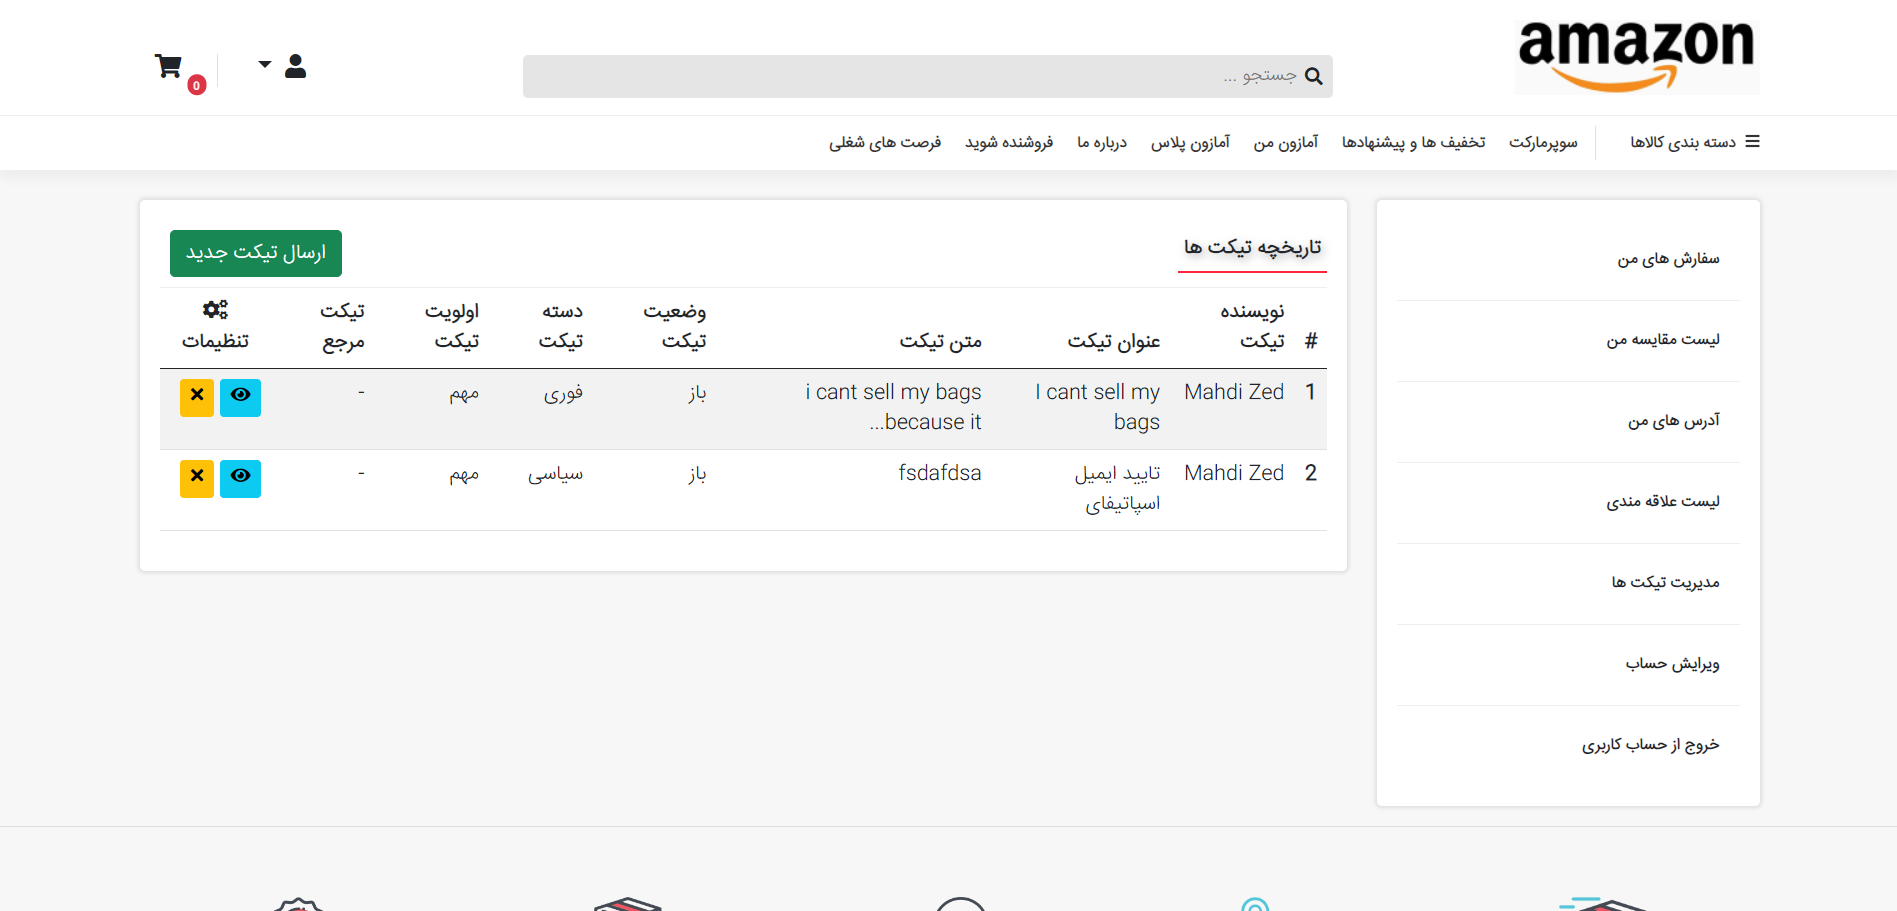 amazon
جستجو ...
0
دسته بندی کالاها
سوپرمارکت
تخفیف ها و پیشنهادها
آمازون من
آمازون پلاس
درباره ما
فروشنده شوید
فرصت های شغلی
سفارش های من
لیست مقایسه من
آدرس های من
لیست علاقه مندی
مدیریت تیکت ها
ویرایش حساب
خروج از حساب کاربری
تاریخچه تیکت ها
ارسال تیکت جدید
#
نویسنده
تیکت
عنوان تیکت
متن تیکت
وضعیت
تیکت
دسته
تیکت
اولویت
تیکت
تیکت
مرجع
تنظیمات
1
Mahdi Zed
I cant sell my
bags
i cant sell my bags
...because it
باز
فوری
مهم
-
2
Mahdi Zed
تایید ایمیل
اسپاتیفای
fsdafdsa
باز
سیاسی
مهم
-